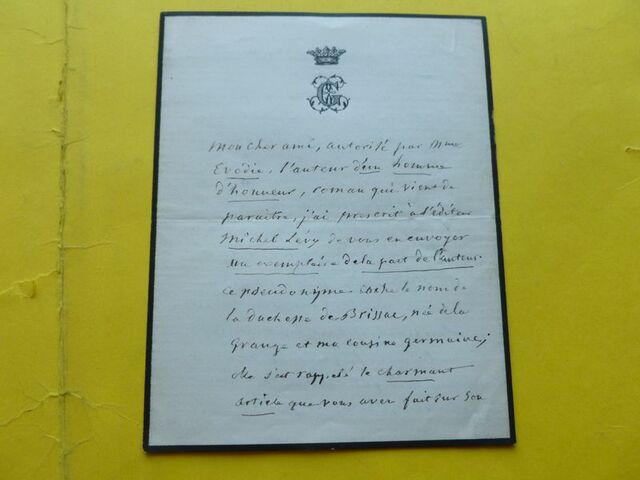 CG
Mon cher ami, autorisé par Mme
Evodie, l'auteur d'un homme
d'honneur, roman qui vient de
paraître, j'ai prescrit à l'éditeur
Michel Lévy de vous en envoyer
un exemplaire de la part de l'auteur.
ce pseudonyme cache le nom de
la duchesse de Brissac, née de la
Grange et ma cousine germaine;
elle s'est rappelé le charmant
article que vous avez fait sur son